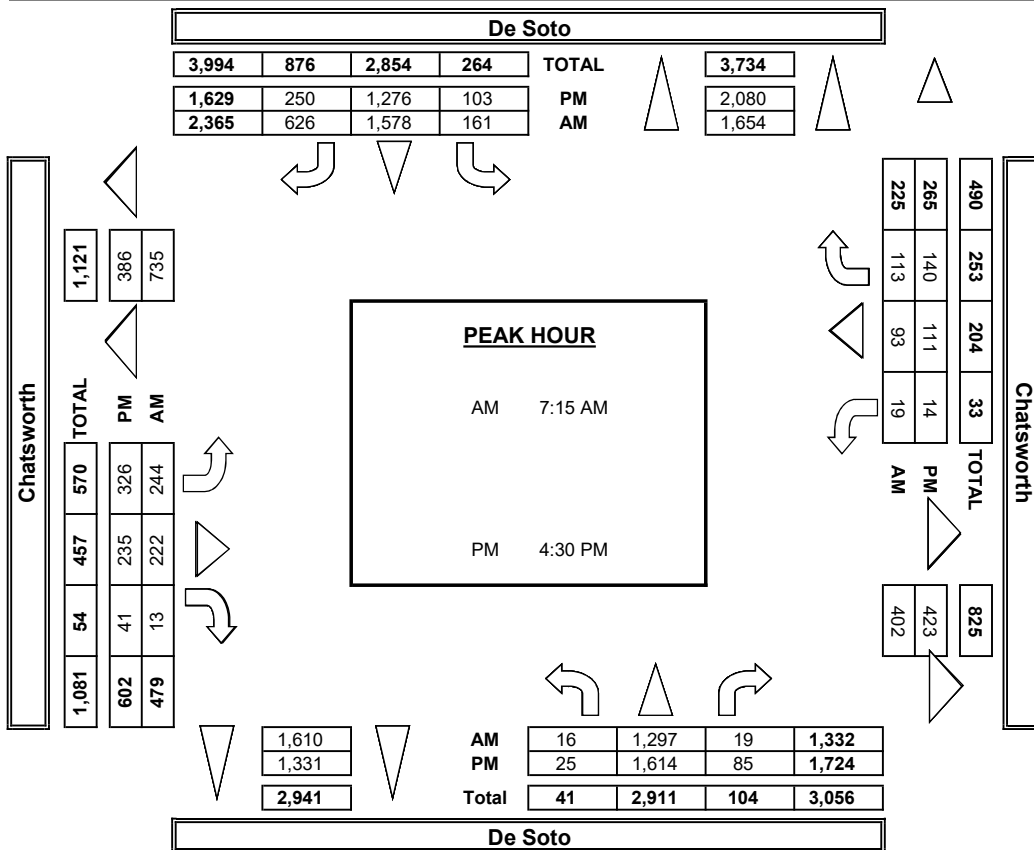 De Soto
3,994 876 2,854 264 TOTAL 3,734
1,629 250 1,276 103 PM 2,080
2,365 626 1,578 161 AM 1,654
Chatsworth
1,121
386
735
TOTAL 570 457 54 1,081
PM 326 235 41 602
AM 244 222 13 479
PEAK HOUR
AM 7:15 AM
PM 4:30 PM
490 253 204 33 TOTAL 825
265 140 111 14 PM 423
225 113 93 19 AM 402
Chatsworth
1,610 AM 16 1,297 19 1,332
1,331 PM 25 1,614 85 1,724
2,941 Total 41 2,911 104 3,056
De Soto